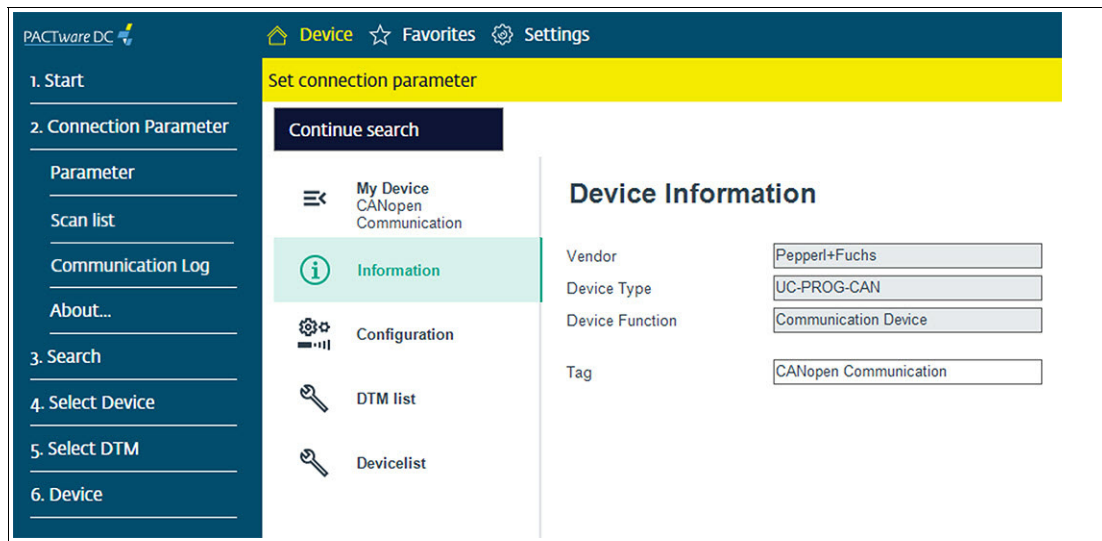 PACTware DC
Device Favorites Settings
1. Start
Set connection parameter
2. Connection Parameter
Continue search
Parameter
Scan list
Communication Log
About...
3. Search
4. Select Device
5. Select DTM
6. Device
My Device
CANopen
Communication
Information
Configuration
DTM list
Devicelist
Device Information
Vendor Pepperl+Fuchs
Device Type UC-PROG-CAN
Device Function Communication Device
Tag CANopen Communication